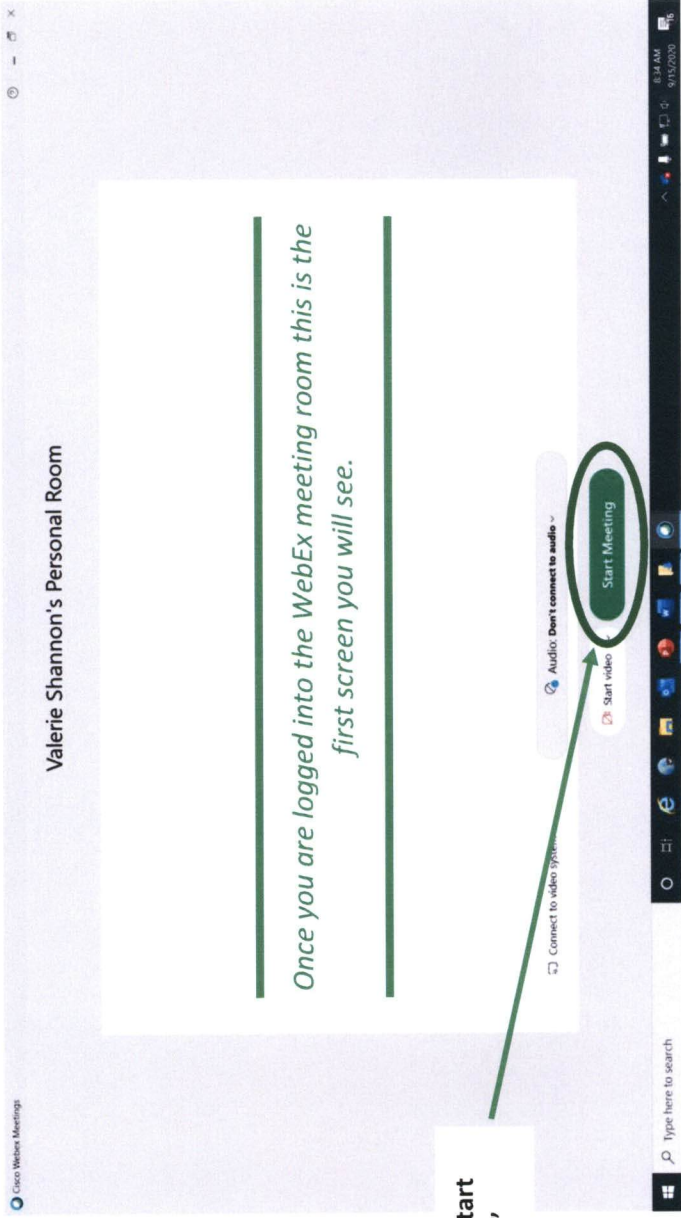 Cisco Webex Meetings
Valerie Shannon's Personal Room
Once you are logged into the WebEx meeting room this is the
first screen you will see.
Connect to video system
Audio: Don't connect to audio
Start video
Start Meeting
tart
Type here to search
8:34 AM
9/15/2020
16